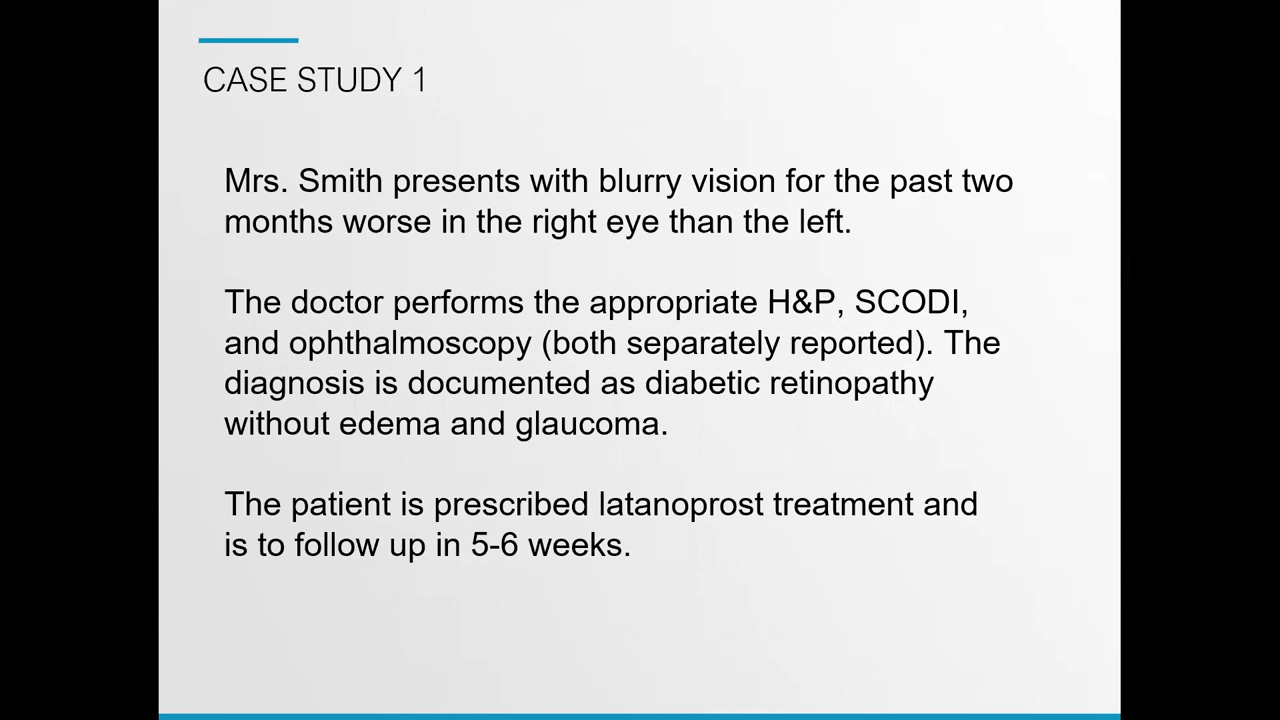 CASE STUDY 1
Mrs. Smith presents with blurry vision for the past two
months worse in the right eye than the left.
The doctor performs the appropriate H&P, SCODI,
and ophthalmoscopy (both separately reported). The
diagnosis is documented as diabetic retinopathy
without edema and glaucoma.
The patient is prescribed latanoprost treatment and
is to follow up in 5-6 weeks.